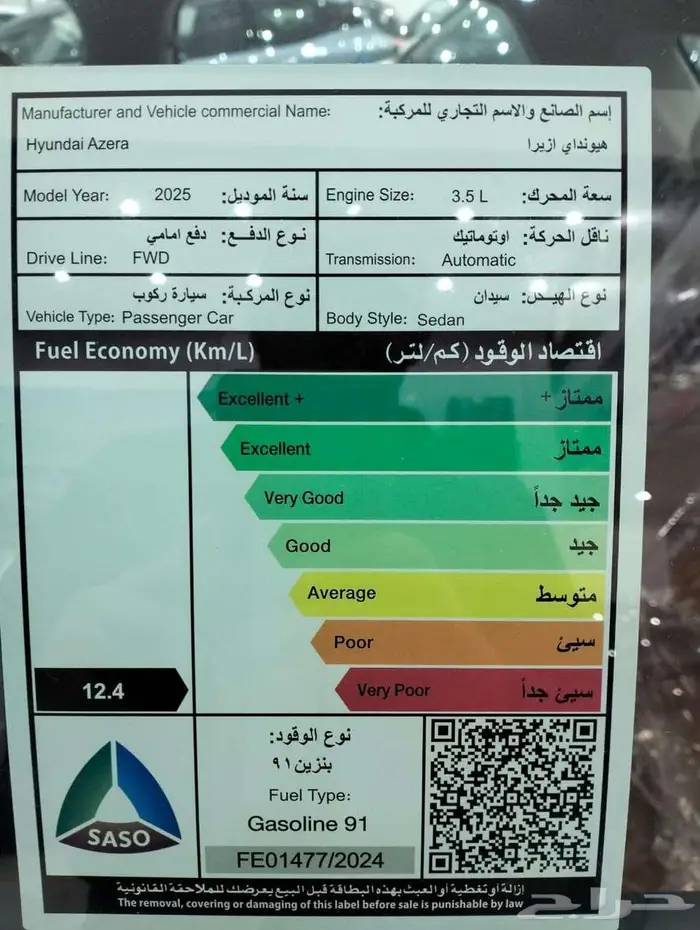 Manufacturer and Vehicle commercial Name: إسم الصانع والاسم التجاري للمركبة:
Hyundai Azera هيونداي ازيرا
Model Year: 2025 سنة الموديل:
Engine Size: 3.5 L سعة المحرك:
نوع الدفع: دفع امامي
Drive Line: FWD
ناقل الحركة: اوتوماتيك
Transmission: Automatic
نوع المركبة: سيارة ركوب
Vehicle Type: Passenger Car
نوع الهيكل: سيدان
Body Style: Sedan
Fuel Economy (Km/L) اقتصاد الوقود (كم/لتر)
Excellent + ممتاز +
Excellent ممتاز
Very Good جيد جداً
Good جيد
Average متوسط
Poor سيئ
12.4
Very Poor سيئ جداً
SASO
نوع الوقود:
بنزين ٩١
Fuel Type:
Gasoline 91
FE01477/2024
إزالة أو تغطية أو العبث بهذه البطاقة قبل البيع يعرضك للملاحقة القانونية
The removal, covering or damaging of this label before sale is punishable by law
حراج